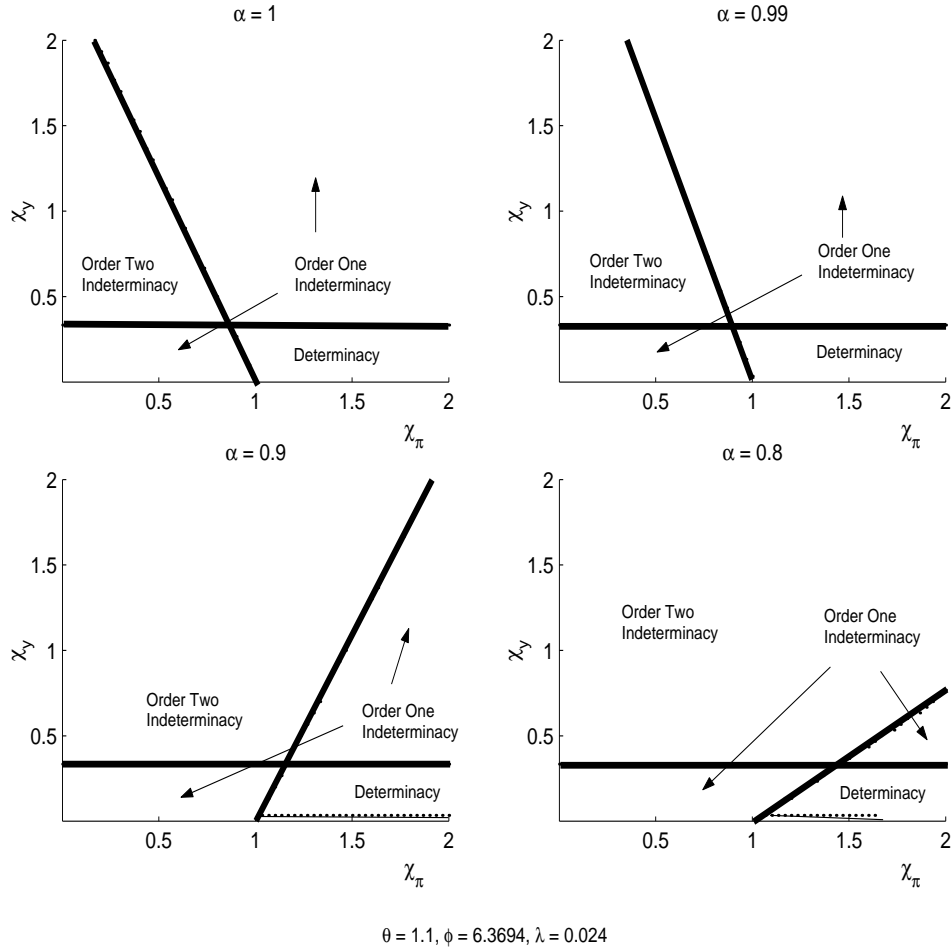 α = 1
2
1.5
1
0.5
χy
Order Two
Indeterminacy
Order One
Indeterminacy
Determinacy
0.5
1
1.5
2
χπ
α = 0.99
2
1.5
1
0.5
χy
Order Two
Indeterminacy
Order One
Indeterminacy
Determinacy
0.5
1
1.5
2
χπ
α = 0.9
2
1.5
1
0.5
χy
Order Two
Indeterminacy
Order One
Indeterminacy
Determinacy
0.5
1
1.5
2
χπ
α = 0.8
2
1.5
1
0.5
χy
Order Two
Indeterminacy
Order One
Indeterminacy
Determinacy
0.5
1
1.5
2
χπ
θ = 1.1, ϕ = 6.3694, λ = 0.024